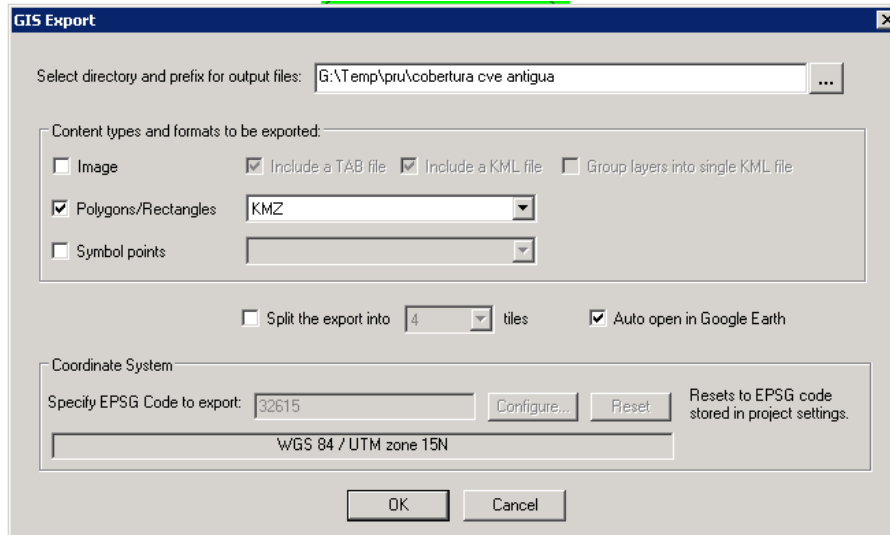 GIS Export
Select directory and prefix for output files: G:\Temp\pru\cobertura cve antigua ...
Content types and formats to be exported:
Image Include a TAB file Include a KML file Group layers into single KML file
Polygons/Rectangles KMZ
Symbol points
Split the export into 4 tiles Auto open in Google Earth
Coordinate System
Specify EPSG Code to export: 32615 Configure... Reset Resets to EPSG code
stored in project settings.
WGS 84 / UTM zone 15N
OK Cancel